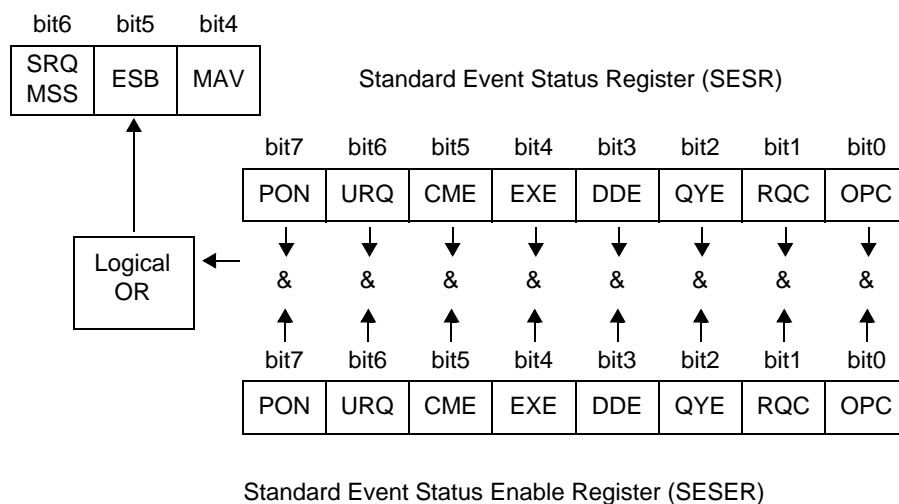 bit6 bit5 bit4
SRQ
MSS
ESB MAV
Standard Event Status Register (SESR)
bit7 bit6 bit5 bit4 bit3 bit2 bit1 bit0
PON URQ CME EXE DDE QYE RQC OPC
Logical
OR
& & & & & & & &
bit7 bit6 bit5 bit4 bit3 bit2 bit1 bit0
PON URQ CME EXE DDE QYE RQC OPC
Standard Event Status Enable Register (SESER)